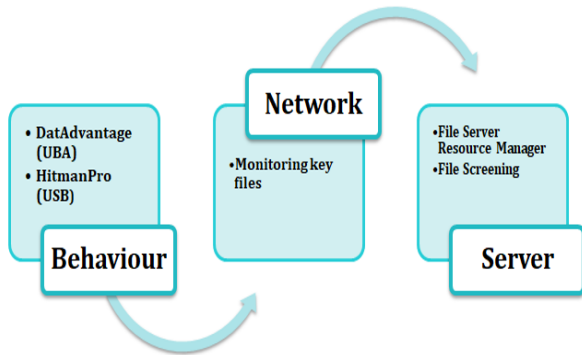 • DatAdvantage
(UBA)
• HitmanPro
(USB)
Behaviour
Network
•Monitoring key
files
•File Server
Resource Manager
•File Screening
Server